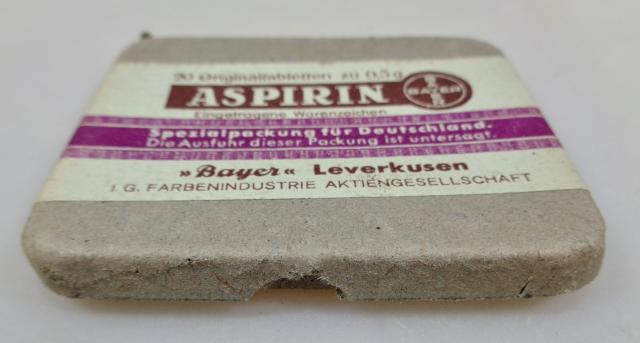 20 Originaltabletten zu 0,5 g
ASPIRIN
BAYER
Eingetragene Warenzeichen
Spezialpackung für Deutschland.
Die Ausfuhr dieser Packung ist untersagt.
»Bayer« Leverkusen
I. G. FARBENINDUSTRIE AKTIENGESELLSCHAFT